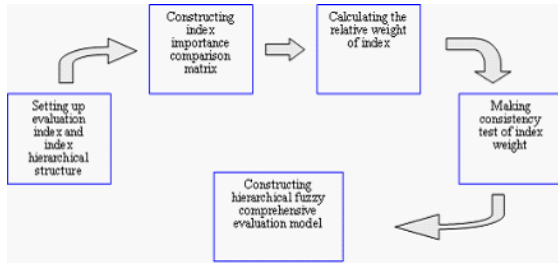 Setting up
evaluation
index and
index
hierarchical
structure
Constructing
index
importance
comparison
matrix
Calculating the
relative weight
of index
Making
consistency
test of index
weight
Constructing
hierarchical fuzzy
comprehensive
evaluation model